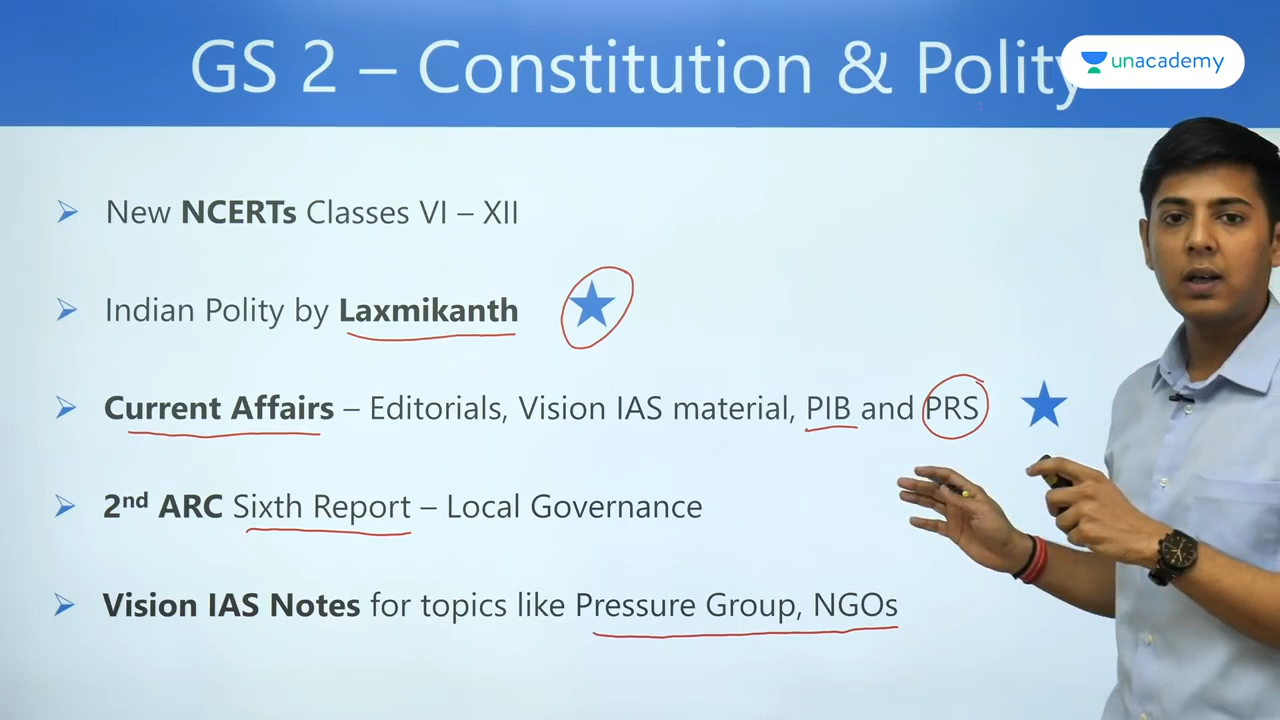 GS 2 – Constitution & Polity
unacademy
New NCERTs Classes VI – XII
Indian Polity by Laxmikanth
Current Affairs – Editorials, Vision IAS material, PIB and PRS
2nd ARC Sixth Report – Local Governance
Vision IAS Notes for topics like Pressure Group, NGOs